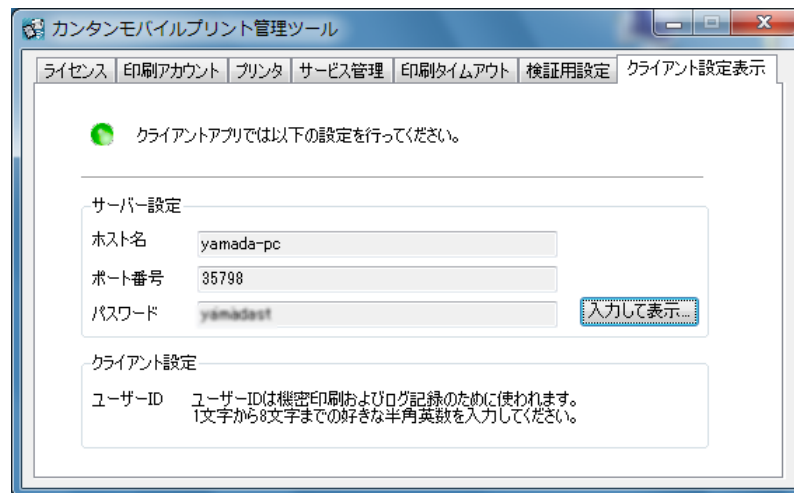 カンタンモバイルプリント管理ツール
ライセンス 印刷アカウント プリンタ サービス管理 印刷タイムアウト 検証用設定 クライアント設定表示
クライアントアプリでは以下の設定を行ってください。
サーバー設定
ホスト名 yamada-pc
ポート番号 35798
パスワード 入力して表示...
クライアント設定
ユーザーID ユーザーIDは機密印刷およびログ記録のために使われます。
1文字から8文字までの好きな半角英数を入力してください。